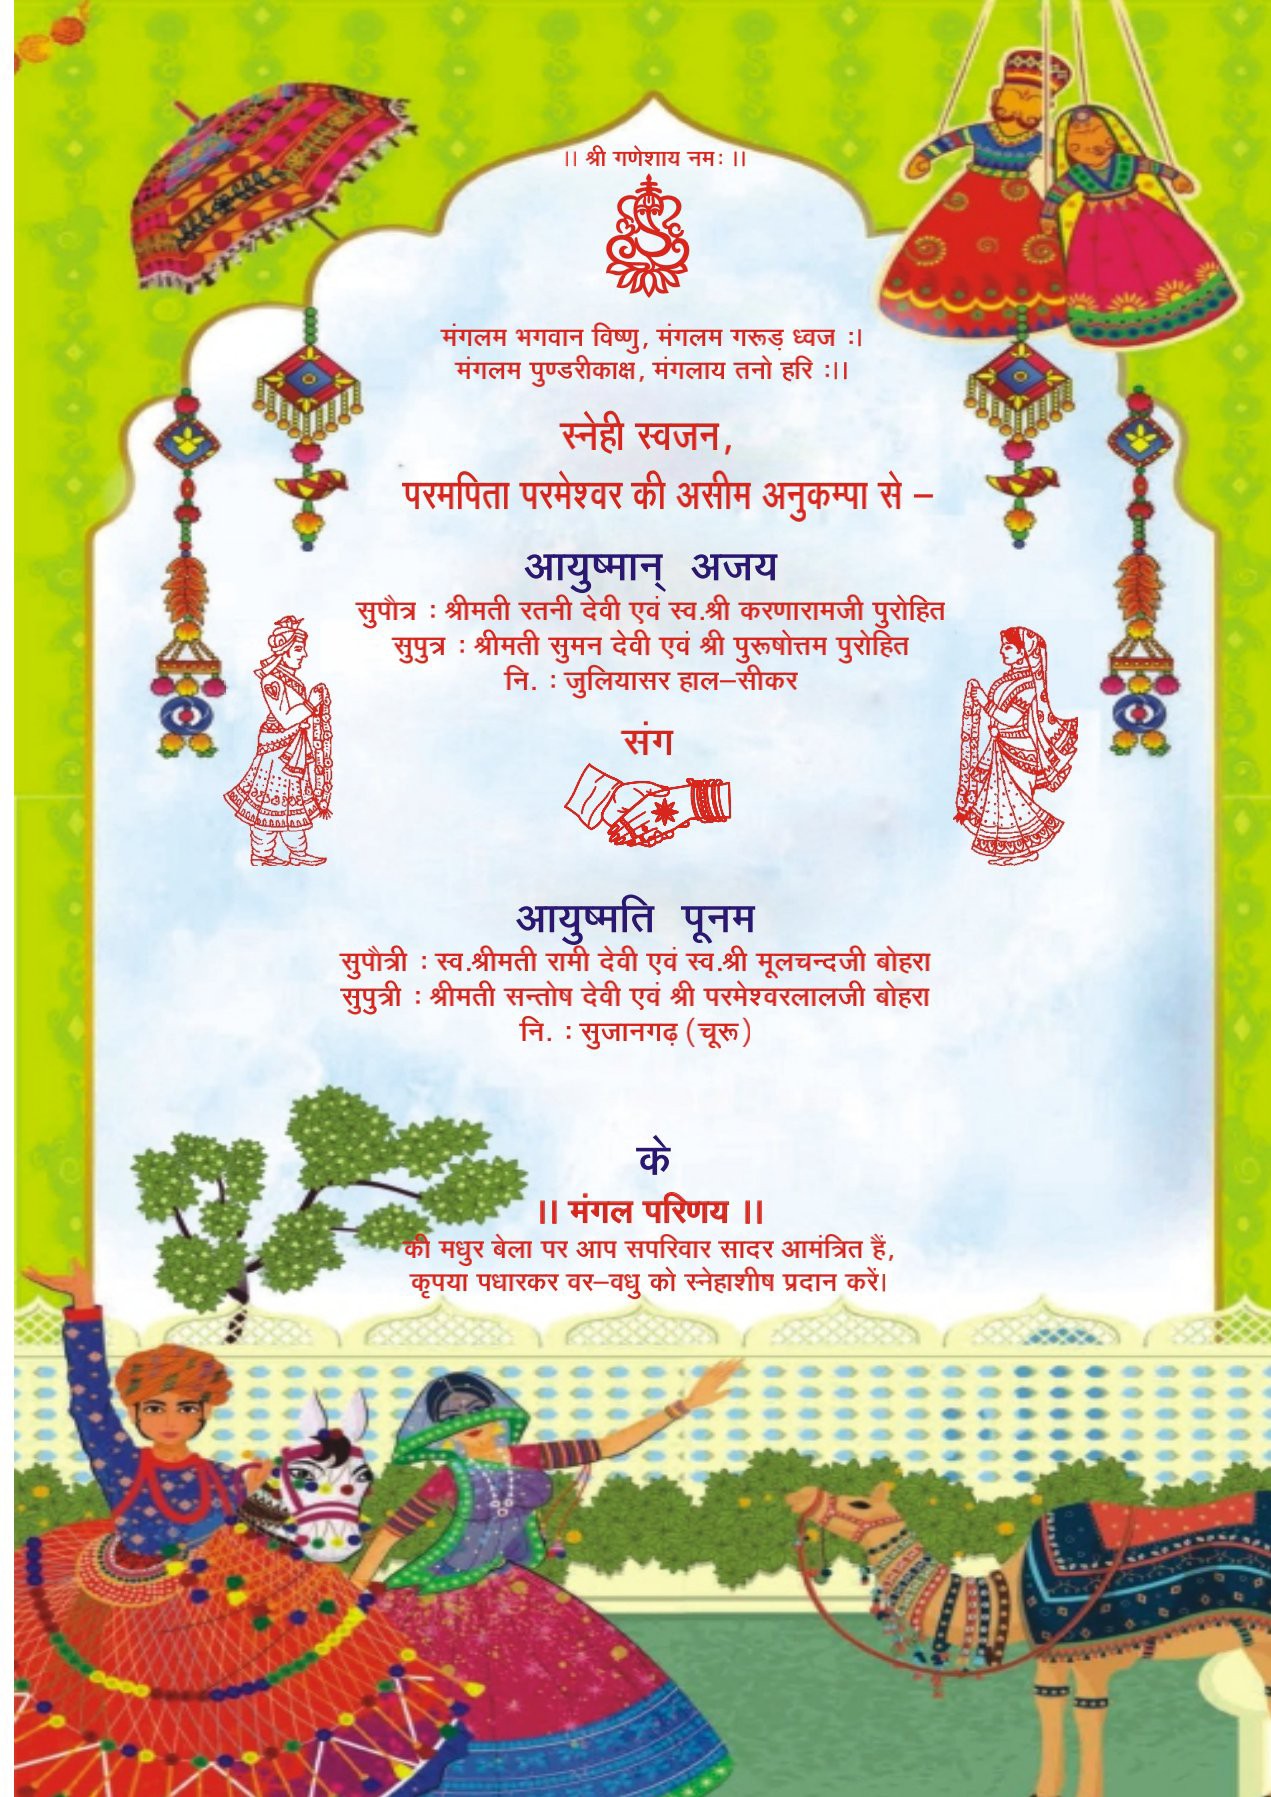 ।। श्री गणेशाय नमः ।।
मंगलम भगवान विष्णु, मंगलम गरूड़ ध्वज ः।
मंगलम पुण्डरीकाक्ष, मंगलाय तनो हरि ः।।
स्नेही स्वजन,
परमपिता परमेश्वर की असीम अनुकम्पा से –
आयुष्मान् अजय
सुपौत्र : श्रीमती रतनी देवी एवं स्व.श्री करणारामजी पुरोहित
सुपुत्र : श्रीमती सुमन देवी एवं श्री पुरूषोत्तम पुरोहित
नि. : जुलियासर हाल–सीकर
संग
आयुष्मति पूनम
सुपौत्री : स्व.श्रीमती रामी देवी एवं स्व.श्री मूलचन्दजी बोहरा
सुपुत्री : श्रीमती सन्तोष देवी एवं श्री परमेश्वरलालजी बोहरा
नि. : सुजानगढ़ (चूरू)
के
।। मंगल परिणय ।।
की मधुर बेला पर आप सपरिवार सादर आमंत्रित हैं,
कृपया पधारकर वर–वधु को स्नेहाशीष प्रदान करें।